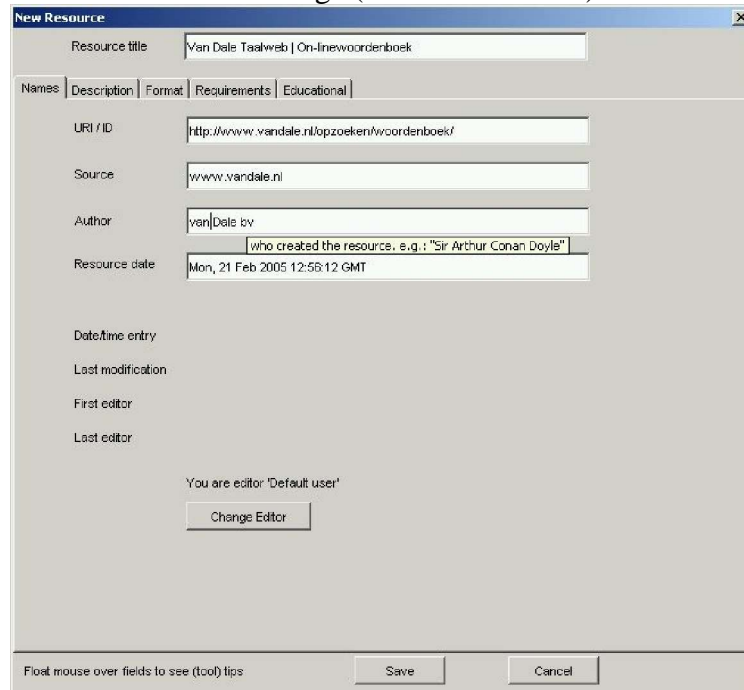 New Resource
Resource title Van Dale Taalweb | On-linewoordenboek
Names Description Format Requirements Educational
URI / ID http://www.vandale.nl/opzoeken/woordenboek/
Source www.vandale.nl
Author van Dale bv
who created the resource. e.g.: "Sir Arthur Conan Doyle"
Resource date Mon, 21 Feb 2005 12:56:12 GMT
Date/time entry
Last modification
First editor
Last editor
You are editor 'Default user'
Change Editor
Float mouse over fields to see (tool) tips Save Cancel